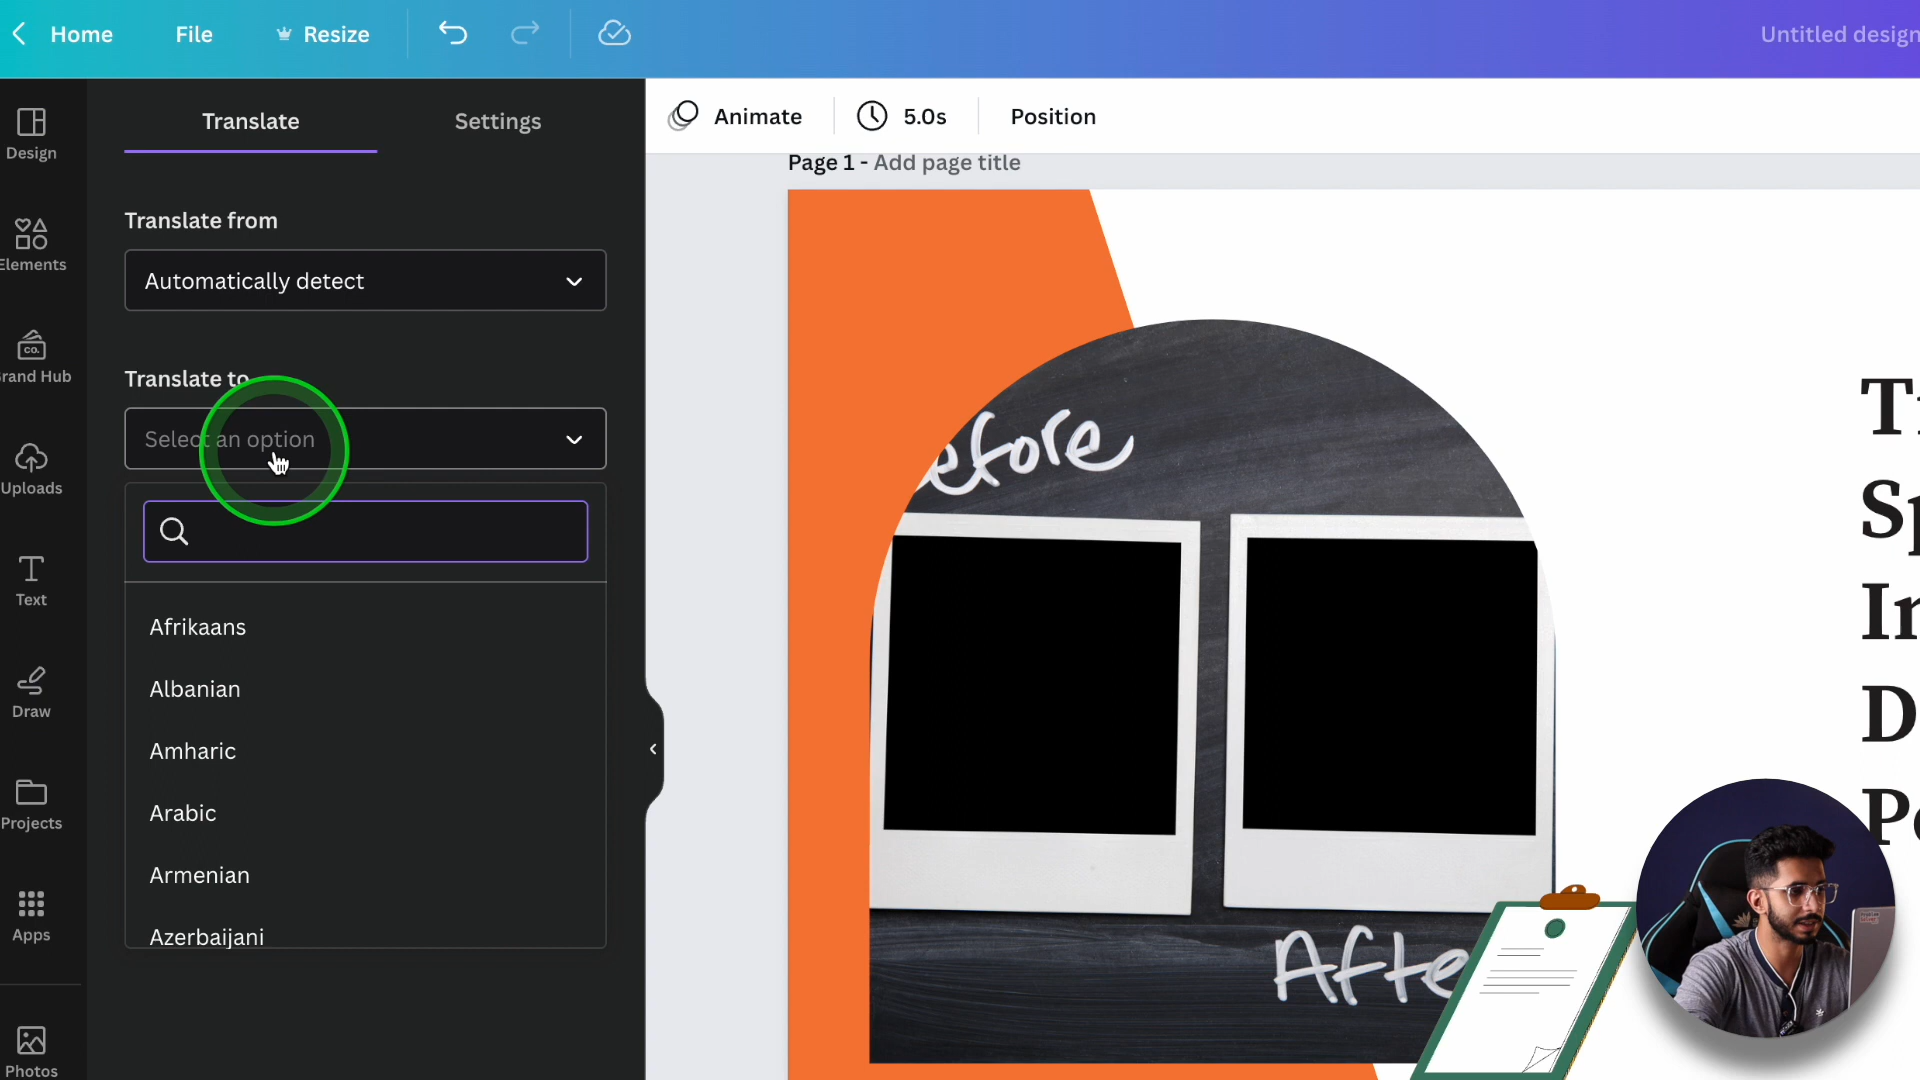 Home
File
Resize
Untitled design
Design
Elements
Brand Hub
Uploads
Text
Draw
Projects
Apps
Photos
Translate
Settings
Translate from
Automatically detect
Translate to
Select an option
Afrikaans
Albanian
Amharic
Arabic
Armenian
Azerbaijani
Animate
5.0s
Position
Page 1 - Add page title
efore
Afte
co.